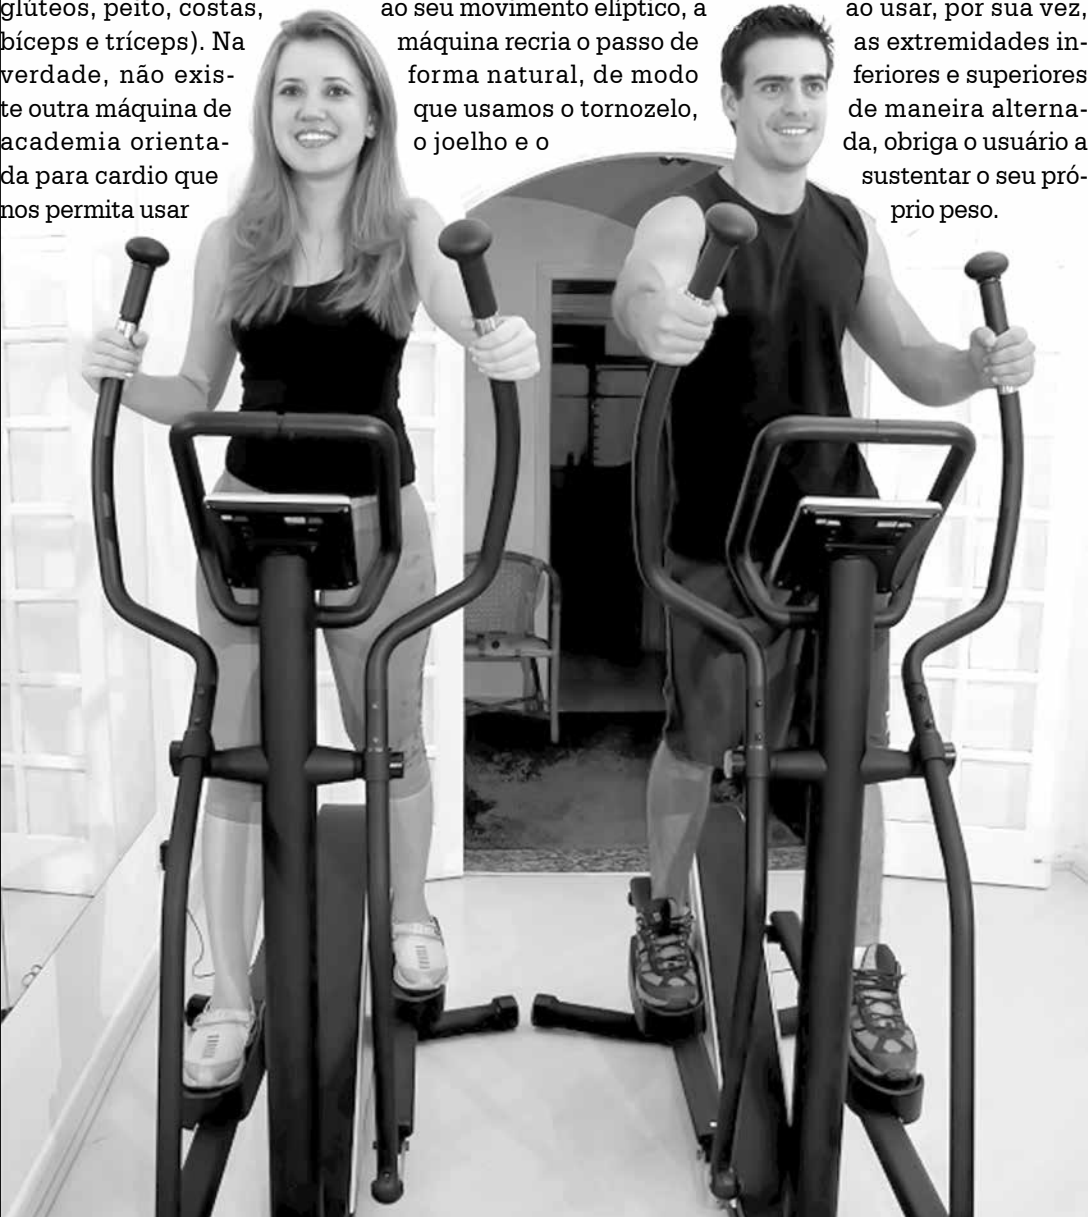 glúteos, peito, costas,
bíceps e tríceps). Na
verdade, não exis-
te outra máquina de
academia orienta-
da para cardio que
nos permita usar
ao seu movimento elíptico, a
máquina recria o passo de
forma natural, de modo
que usamos o tornozelo,
o joelho e o
ao usar, por sua vez,
as extremidades in-
feriores e superiores
de maneira alterna-
da, obriga o usuário a
sustentar o seu pró-
prio peso.